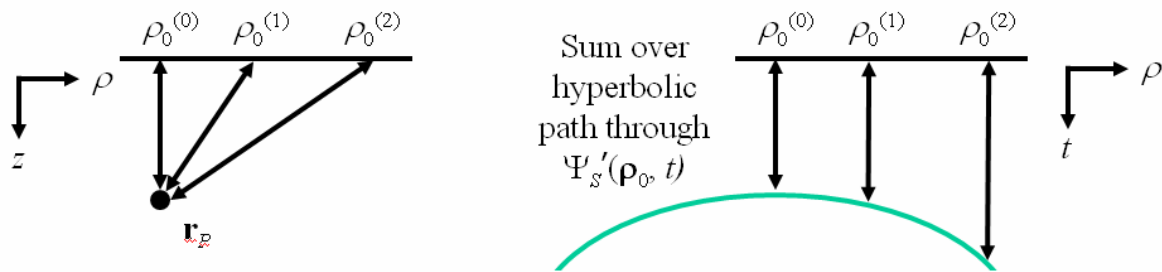 ρ₀⁽⁰⁾ ρ₀⁽¹⁾ ρ₀⁽²⁾
ρ
z
r_P
Sum over
hyperbolic
path through
Ψ_S′(ρ₀, t)
ρ₀⁽⁰⁾ ρ₀⁽¹⁾ ρ₀⁽²⁾
ρ
t